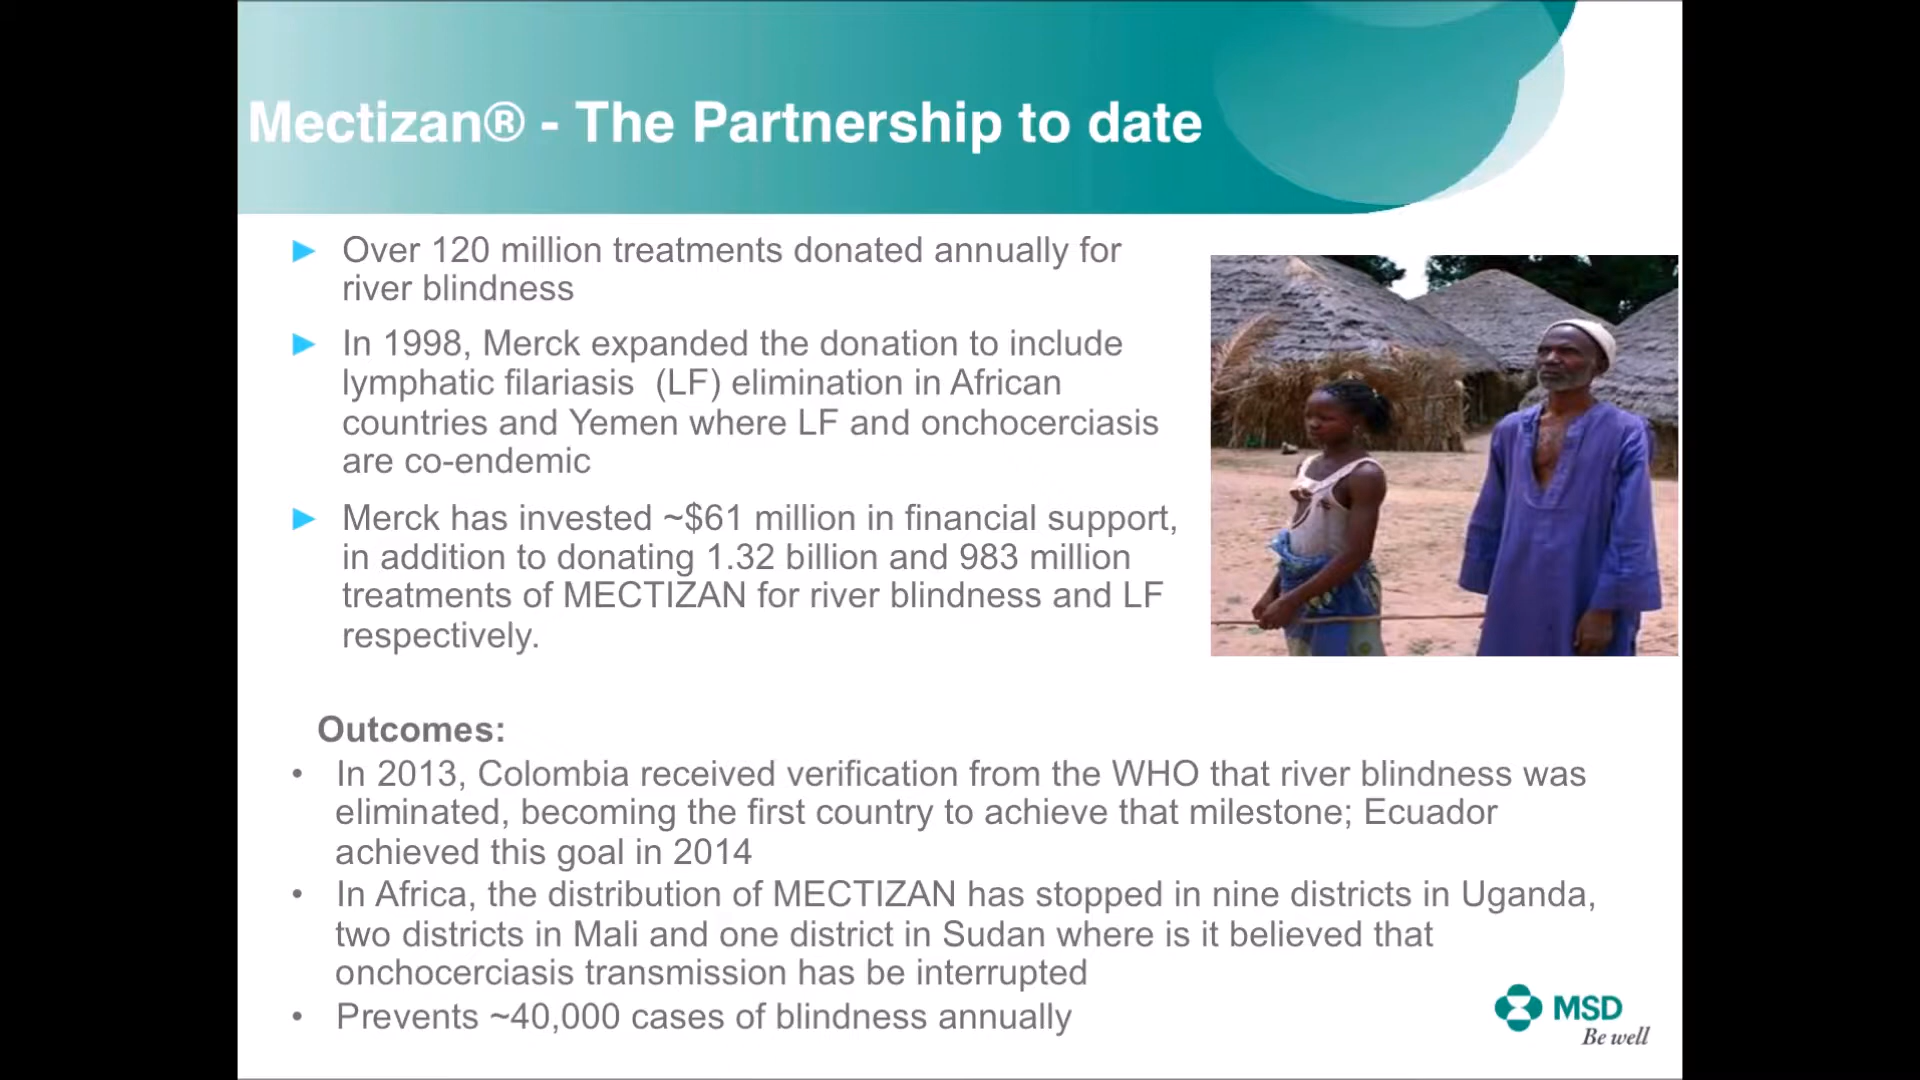 Mectizan® - The Partnership to date
Over 120 million treatments donated annually for
river blindness
In 1998, Merck expanded the donation to include
lymphatic filariasis  (LF) elimination in African
countries and Yemen where LF and onchocerciasis
are co-endemic
Merck has invested ~$61 million in financial support,
in addition to donating 1.32 billion and 983 million
treatments of MECTIZAN for river blindness and LF
respectively.
Outcomes:
• In 2013, Colombia received verification from the WHO that river blindness was
eliminated, becoming the first country to achieve that milestone; Ecuador
achieved this goal in 2014
• In Africa, the distribution of MECTIZAN has stopped in nine districts in Uganda,
two districts in Mali and one district in Sudan where is it believed that
onchocerciasis transmission has be interrupted
• Prevents ~40,000 cases of blindness annually
MSD
Be well